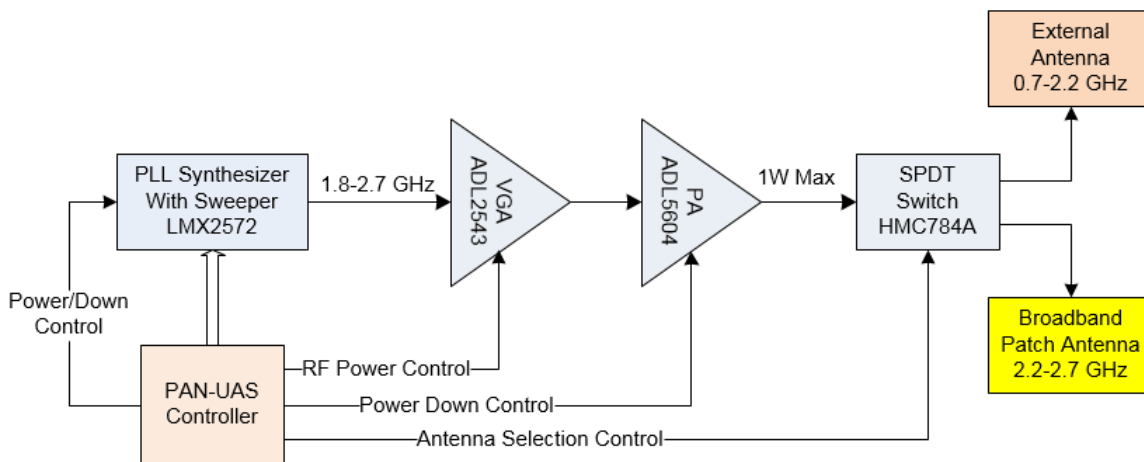 External
Antenna
0.7-2.2 GHz
PLL Synthesizer
With Sweeper
LMX2572
1.8-2.7 GHz
VGA
ADL2543
PA
ADL5604
1W Max
SPDT
Switch
HMC784A
Power/Down
Control
Broadband
Patch Antenna
2.2-2.7 GHz
PAN-UAS
Controller
RF Power Control
Power Down Control
Antenna Selection Control